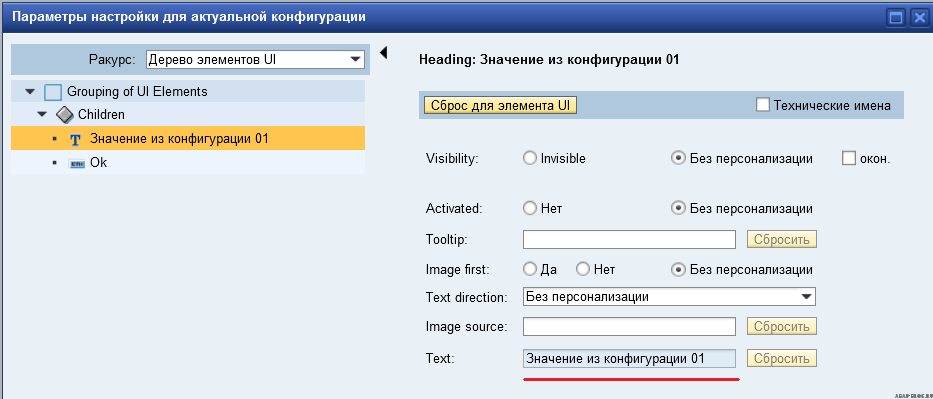 Параметры настройки для актуальной конфигурации
Ракурс: Дерево элементов UI
Heading: Значение из конфигурации 01
Grouping of UI Elements
Сброс для элемента UI Технические имена
Children
Значение из конфигурации 01
Ok
Visibility: Invisible Без персонализации окон.
Activated: Нет Без персонализации
Tooltip: Сбросить
Image first: Да Нет Без персонализации
Text direction: Без персонализации
Image source: Сбросить
Text: Значение из конфигурации 01 Сбросить